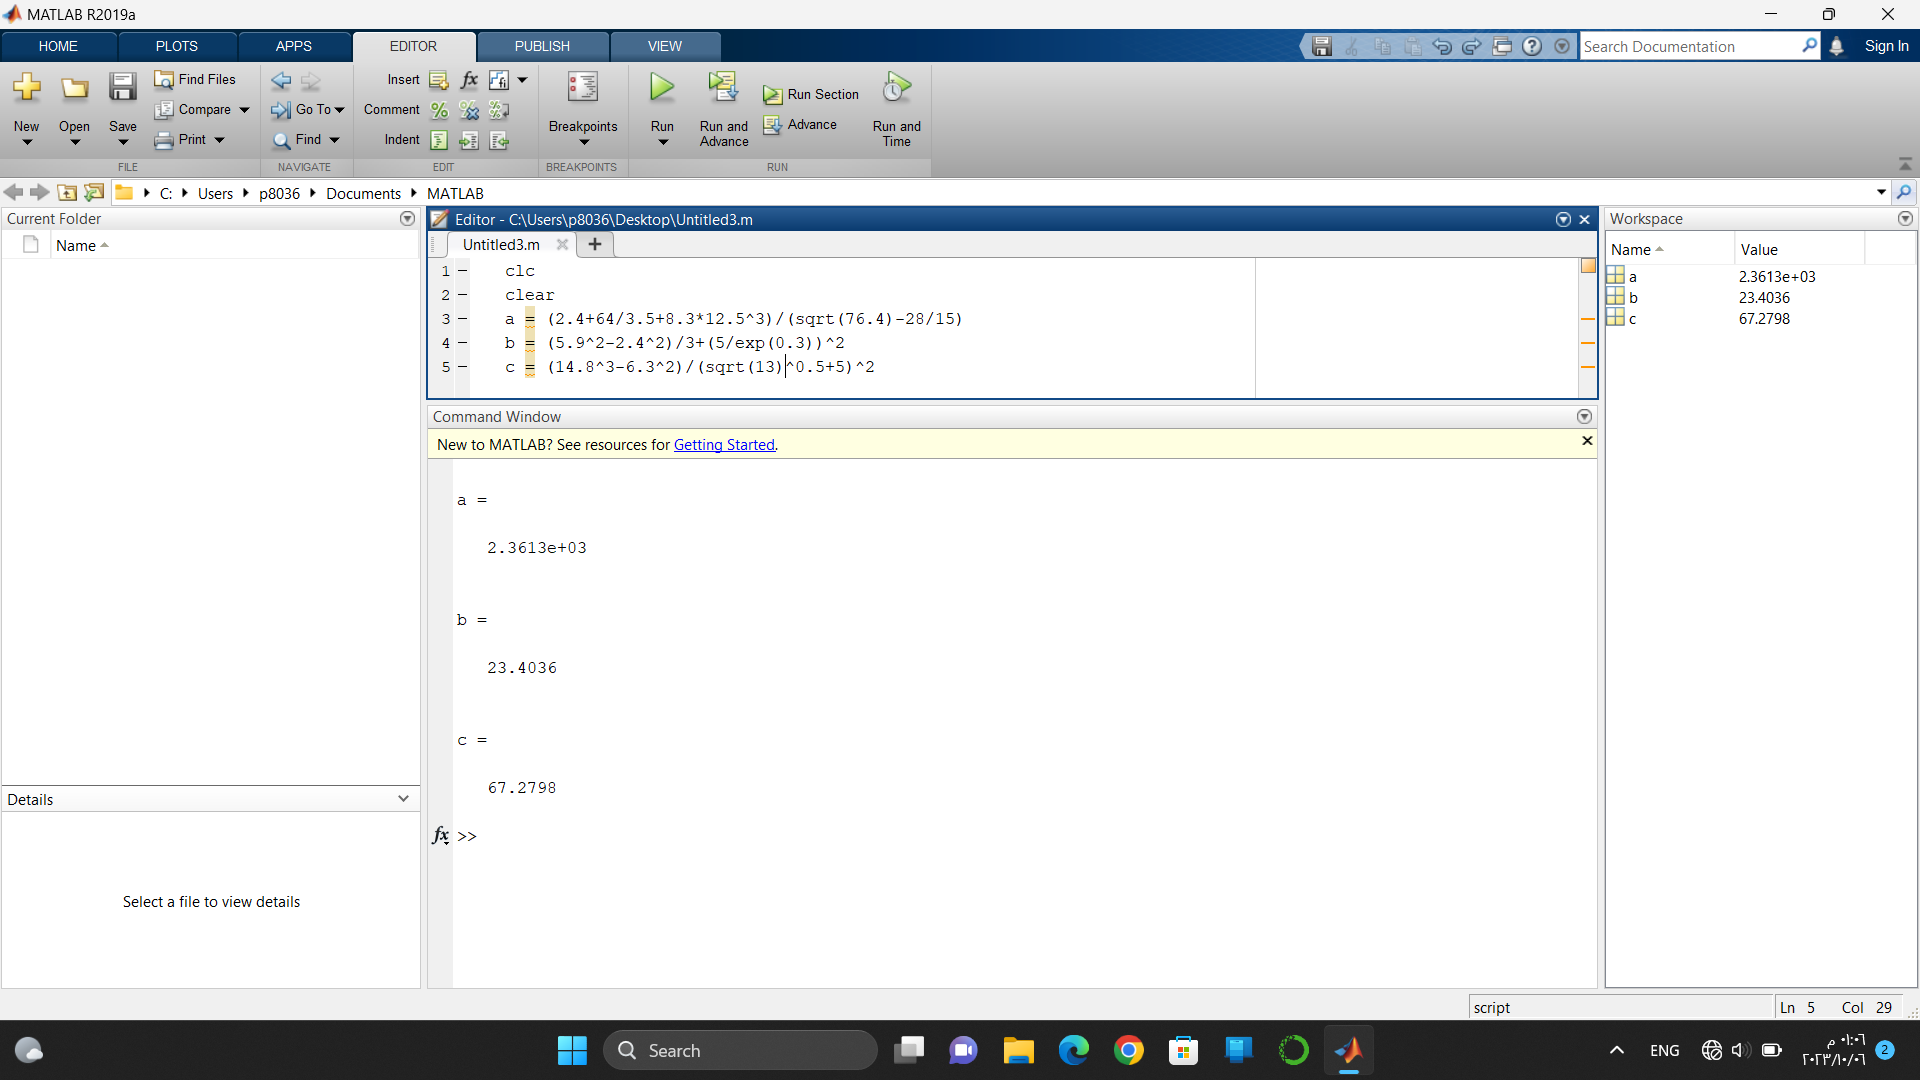 MATLAB R2019a
HOME PLOTS APPS EDITOR PUBLISH VIEW
Search Documentation Sign In
Find Files Insert fx fi
New Open Save Compare Go To Comment Breakpoints Run Run and Advance Run Section Advance Run and Time
Print Find Indent
FILE NAVIGATE EDIT BREAKPOINTS RUN
C: Users p8036 Documents MATLAB
Current Folder
Name
Details
Select a file to view details
Editor - C:\Users\p8036\Desktop\Untitled3.m
Untitled3.m
1 clc
2 clear
3 a = (2.4+64/3.5+8.3*12.5^3)/(sqrt(76.4)-28/15)
4 b = (5.9^2-2.4^2)/3+(5/exp(0.3))^2
5 c = (14.8^3-6.3^2)/(sqrt(13)^0.5+5)^2
Command Window
New to MATLAB? See resources for Getting Started.
a =
2.3613e+03
b =
23.4036
c =
67.2798
fx >>
Workspace
Name Value
a 2.3613e+03
b 23.4036
c 67.2798
script Ln 5 Col 29
Search
ENG
٠١:٠٦ م
٢٠٢٣/١٠/٠٦
2